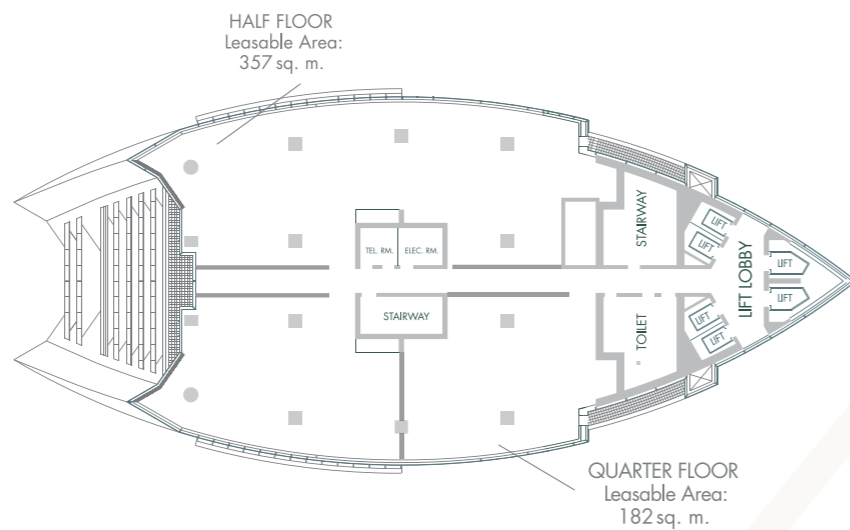 HALF FLOOR
Leasable Area:
357 sq. m.
STAIRWAY
LIFT
LIFT
TEL. RM.
ELEC. RM.
LIFT LOBBY
LIFT
LIFT
STAIRWAY
TOILET
LIFT
LIFT
QUARTER FLOOR
Leasable Area:
182 sq. m.